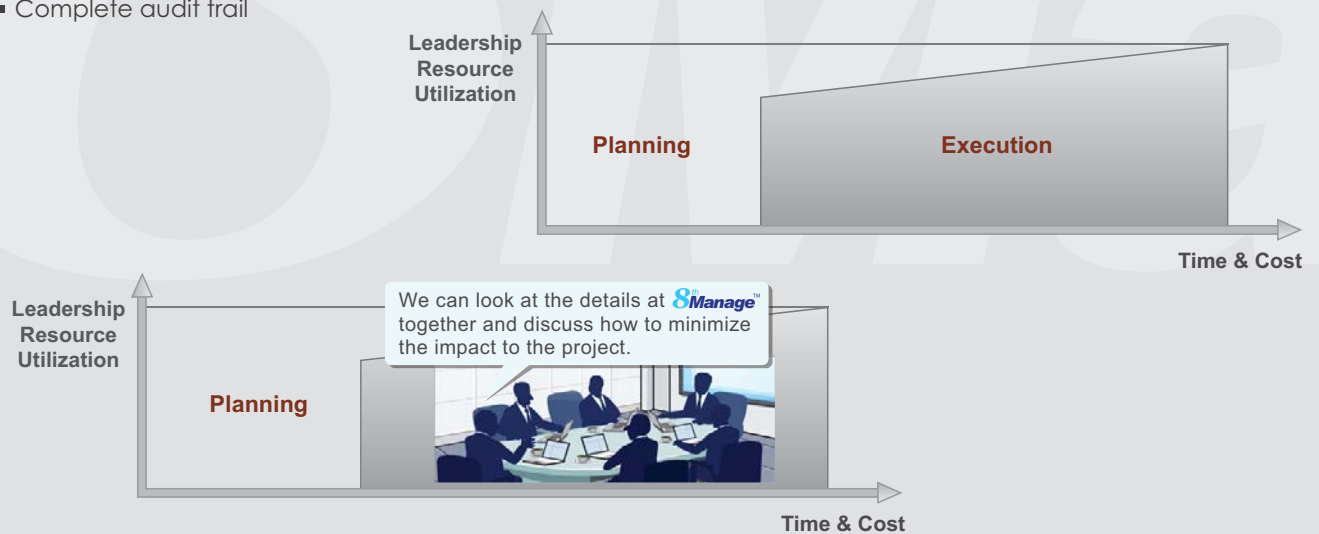 ▪ Complete audit trail
Leadership
Resource
Utilization
Planning
Execution
Time & Cost
Leadership
Resource
Utilization
We can look at the details at 8thManage™
together and discuss how to minimize
the impact to the project.
Planning
Time & Cost